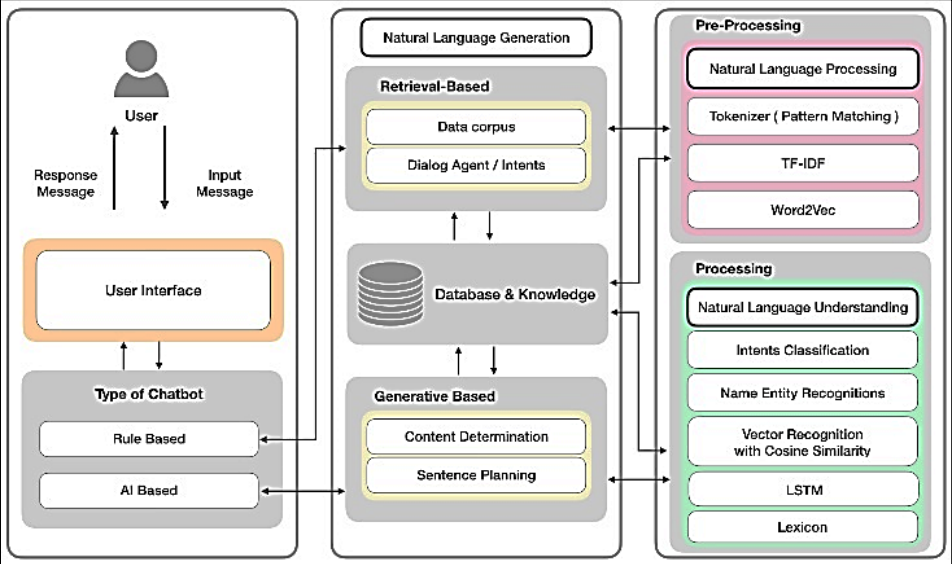 User
Response
Message
Input
Message
User Interface
Type of Chatbot
Rule Based
AI Based
Natural Language Generation
Retrieval-Based
Data corpus
Dialog Agent / Intents
Database & Knowledge
Generative Based
Content Determination
Sentence Planning
Pre-Processing
Natural Language Processing
Tokenizer ( Pattern Matching )
TF-IDF
Word2Vec
Processing
Natural Language Understanding
Intents Classification
Name Entity Recognitions
Vector Recognition
with Cosine Similarity
LSTM
Lexicon